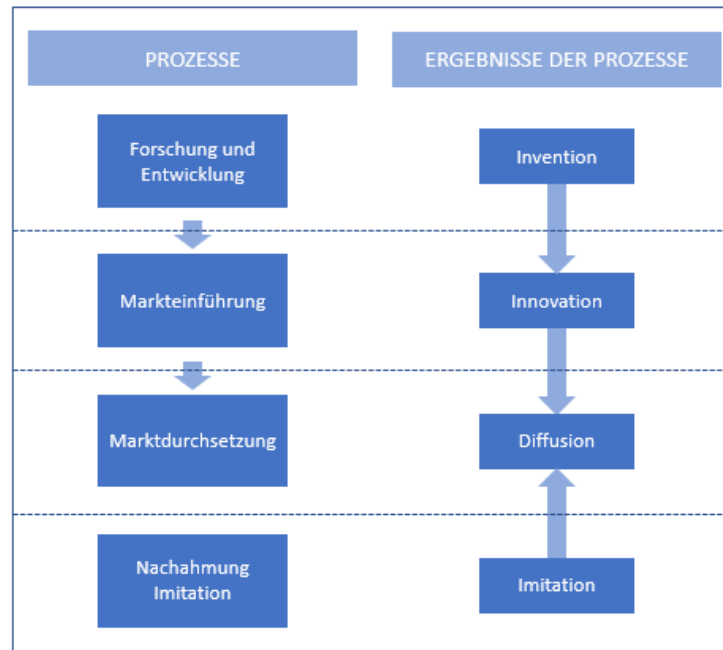 PROZESSE
ERGEBNISSE DER PROZESSE
Forschung und
Entwicklung
Invention
Markteinführung
Innovation
Marktdurchsetzung
Diffusion
Nachahmung
Imitation
Imitation